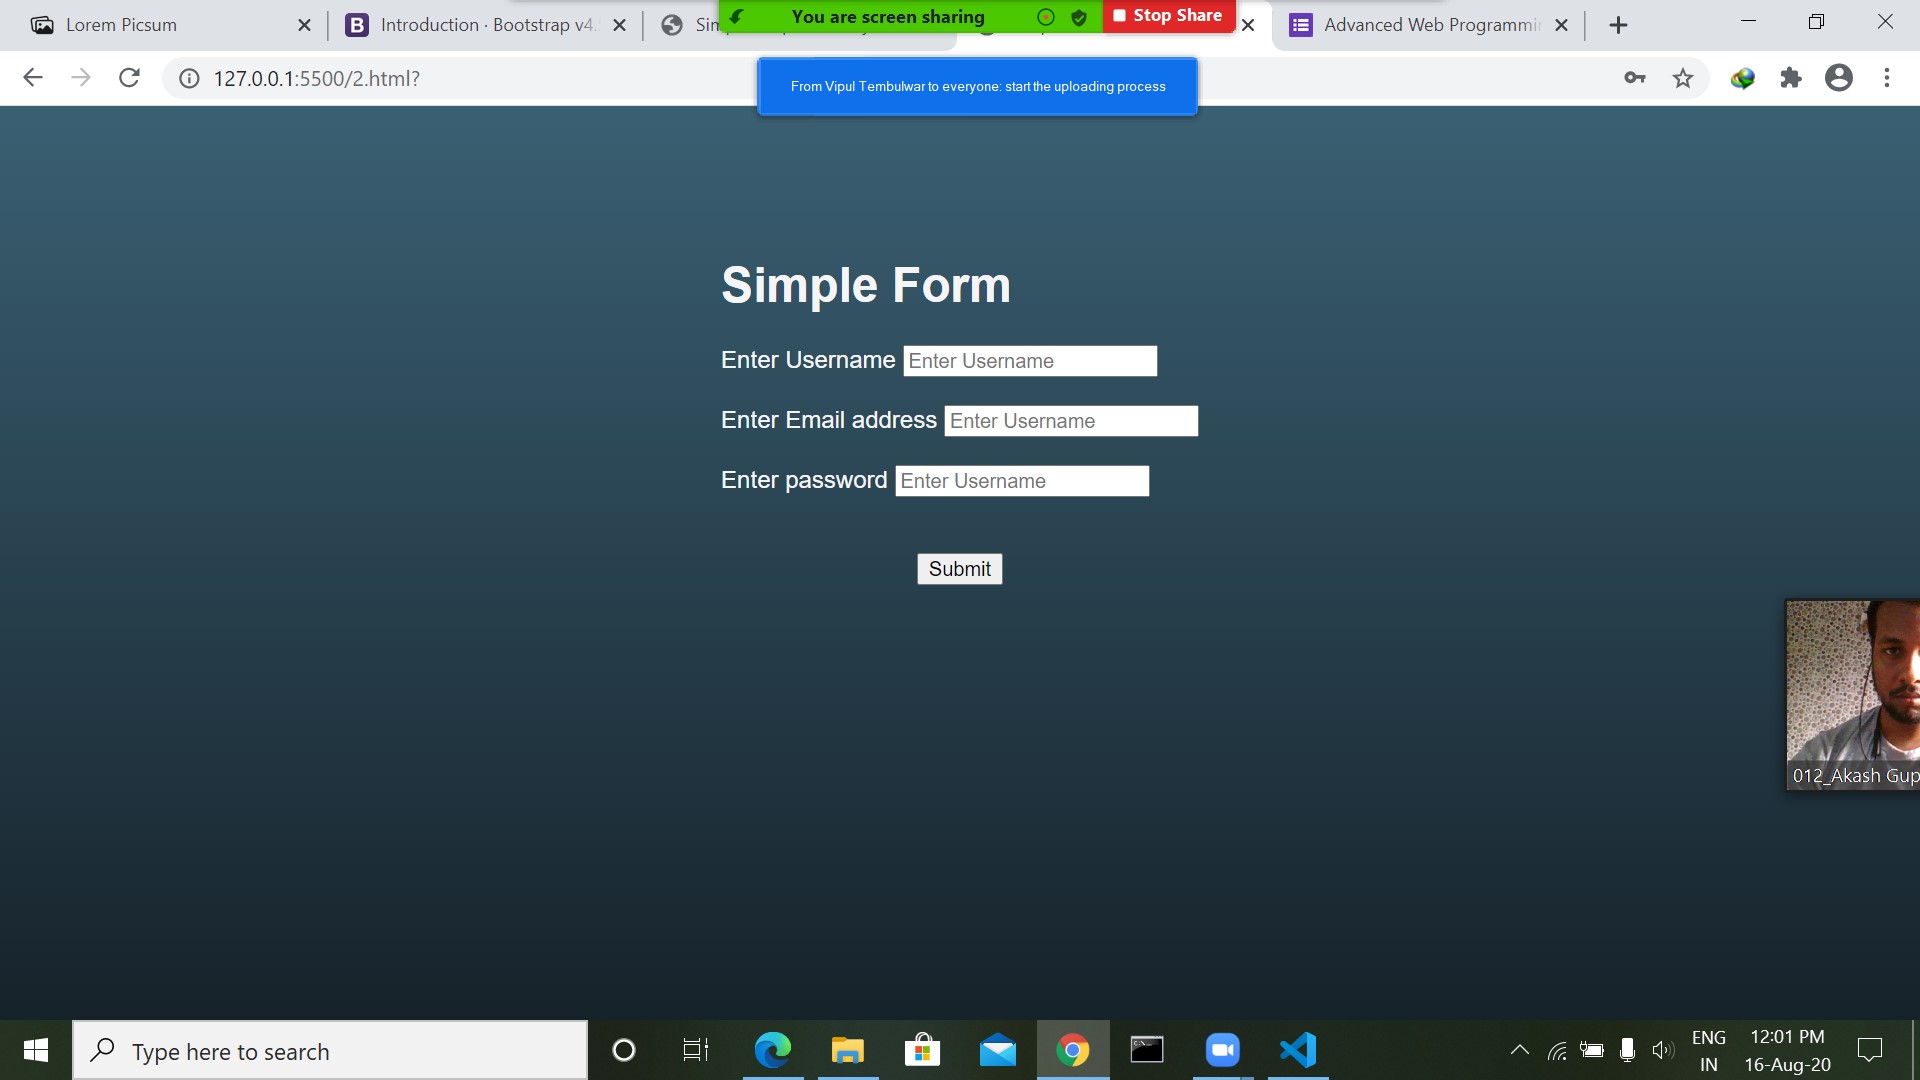 Lorem Picsum
Introduction · Bootstrap v4.
Sim
You are screen sharing
Stop Share
Advanced Web Programmin
127.0.0.1:5500/2.html?
From Vipul Tembulwar to everyone: start the uploading process
Simple Form
Enter Username Enter Username
Enter Email address Enter Username
Enter password Enter Username
Submit
012_Akash Gup
Type here to search
ENG
IN
12:01 PM
16-Aug-20